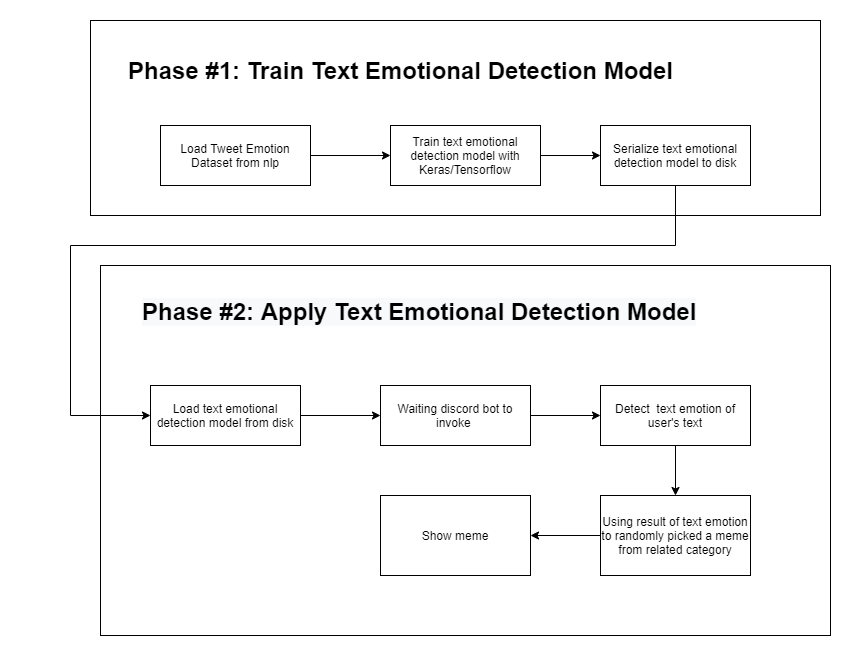 Phase #1: Train Text Emotional Detection Model
Load Tweet Emotion
Dataset from nlp
Train text emotional
detection model with
Keras/Tensorflow
Serialize text emotional
detection model to disk
Phase #2: Apply Text Emotional Detection Model
Load text emotional
detection model from disk
Waiting discord bot to
invoke
Detect  text emotion of
user's text
Using result of text emotion
to randomly picked a meme
from related category
Show meme